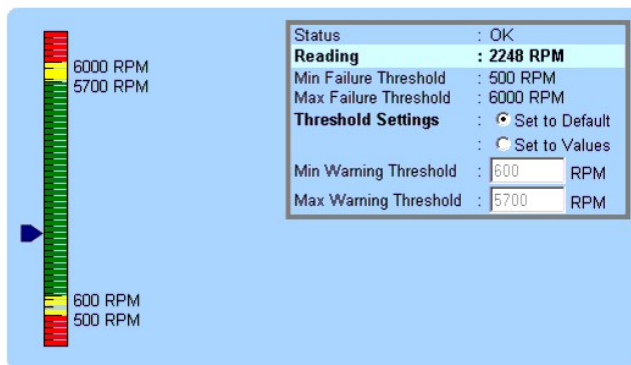 6000 RPM
5700 RPM
600 RPM
500 RPM
Status : OK
Reading : 2248 RPM
Min Failure Threshold : 500 RPM
Max Failure Threshold : 6000 RPM
Threshold Settings : Set to Default
: Set to Values
Min Warning Threshold : 600 RPM
Max Warning Threshold : 5700 RPM